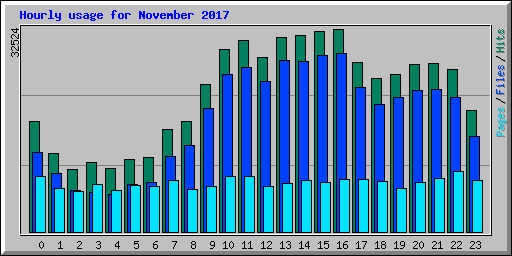 Hourly usage for November 2017
32524
Pages/Files/Hits
0 1 2 3 4 5 6 7 8 9 10 11 12 13 14 15 16 17 18 19 20 21 22 23